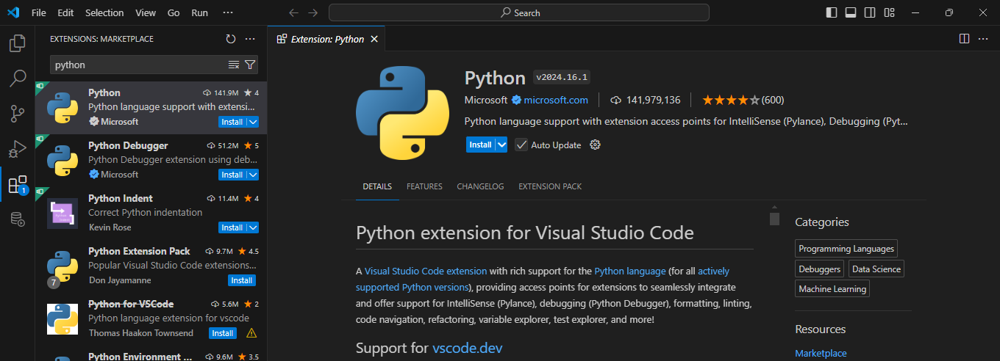 File Edit Selection View Go Run ···
Search
EXTENSIONS: MARKETPLACE
python
Python 141.9M 4
Python language support with extensi...
Microsoft Install
Python Debugger 51.2M 5
Python Debugger extension using deb...
Microsoft Install
Python Indent 11.4M 4
Correct Python indentation
Kevin Rose Install
Python Extension Pack 9.7M 4.5
Popular Visual Studio Code extensions...
7 Don Jayamanne Install
Python for VSCode 5.6M 2
Python language extension for vscode
Thomas Haakon Townsend Install
Python Environment ... 9.6M 3.5
1
Extension: Python
Python v2024.16.1
Microsoft microsoft.com 141,979,136 (600)
Python language support with extension access points for IntelliSense (Pylance), Debugging (Pyt...
Install Auto Update
DETAILS FEATURES CHANGELOG EXTENSION PACK
Python extension for Visual Studio Code
A Visual Studio Code extension with rich support for the Python language (for all actively
supported Python versions), providing access points for extensions to seamlessly integrate
and offer support for IntelliSense (Pylance), debugging (Python Debugger), formatting, linting,
code navigation, refactoring, variable explorer, test explorer, and more!
Support for vscode.dev
Categories
Programming Languages
Debuggers Data Science
Machine Learning
Resources
Marketplace